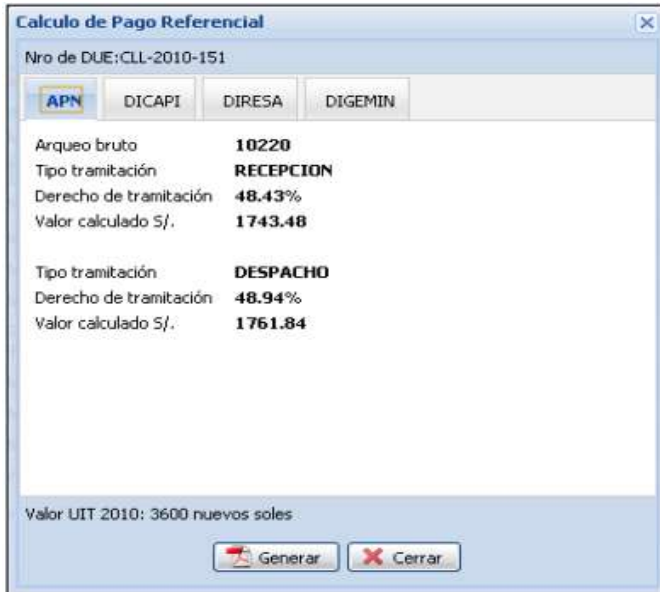 Calculo de Pago Referencial
Nro de DUE:CLL-2010-151
APN DICAPI DIRESA DIGEMIN
Arqueo bruto 10220
Tipo tramitación RECEPCION
Derecho de tramitación 48.43%
Valor calculado S/. 1743.48
Tipo tramitación DESPACHO
Derecho de tramitación 48.94%
Valor calculado S/. 1761.84
Valor UIT 2010: 3600 nuevos soles
Generar Cerrar